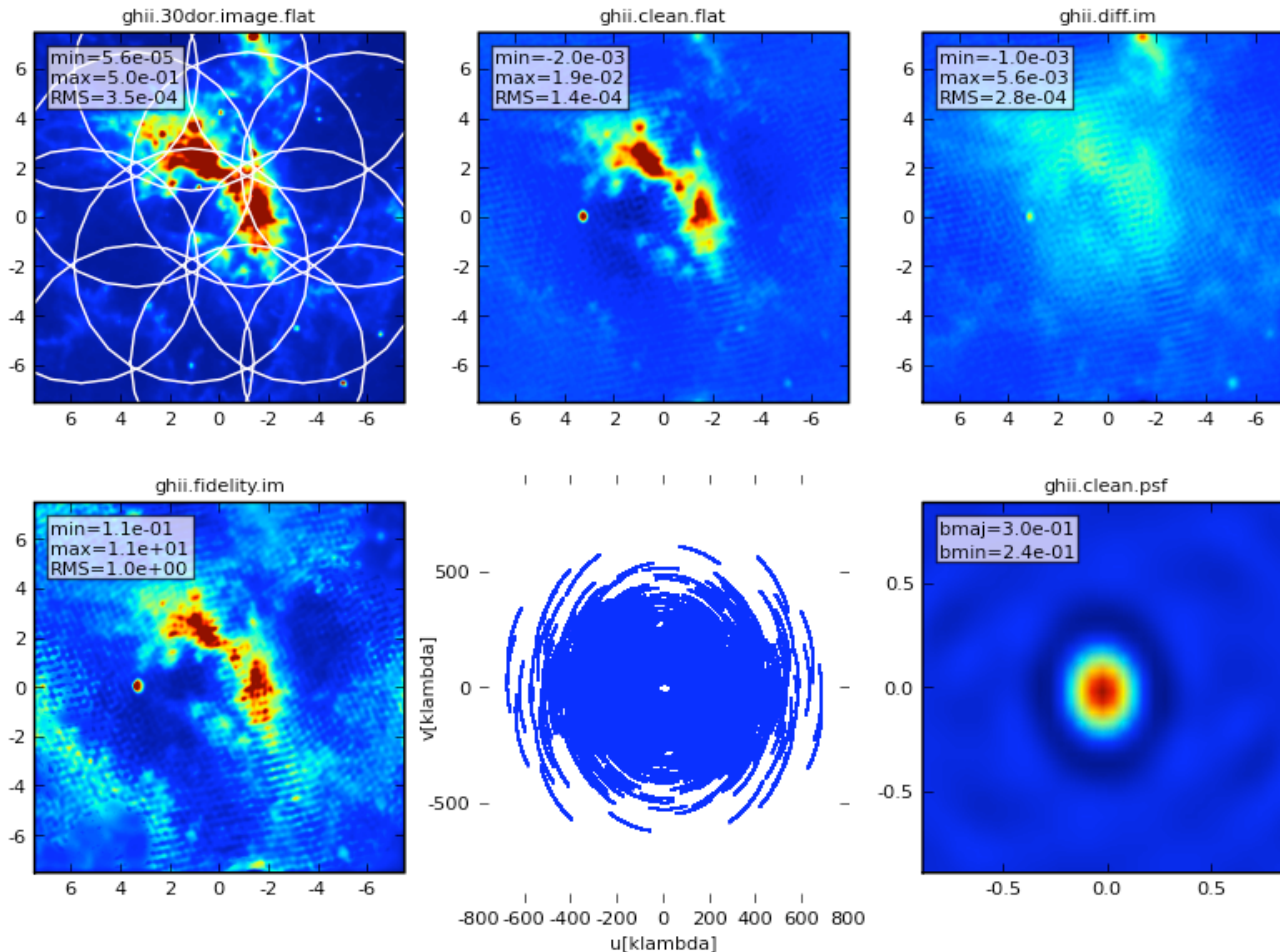 ghii.30dor.image.flat
min=5.6e-05
max=5.0e-01
RMS=3.5e-04
6
4
2
0
-2
-4
-6
6 4 2 0 -2 -4 -6
ghii.clean.flat
min=-2.0e-03
max=1.9e-02
RMS=1.4e-04
6
4
2
0
-2
-4
-6
6 4 2 0 -2 -4 -6
ghii.diff.im
min=-1.0e-03
max=5.6e-03
RMS=2.8e-04
6
4
2
0
-2
-4
-6
6 4 2 0 -2 -4 -6
ghii.fidelity.im
min=1.1e-01
max=1.1e+01
RMS=1.0e+00
6
4
2
0
-2
-4
-6
6 4 2 0 -2 -4 -6
v[klambda]
500
0
-500
-800 -600 -400 -200 0 200 400 600 800
u[klambda]
ghii.clean.psf
bmaj=3.0e-01
bmin=2.4e-01
0.5
0.0
-0.5
-0.5 0.0 0.5